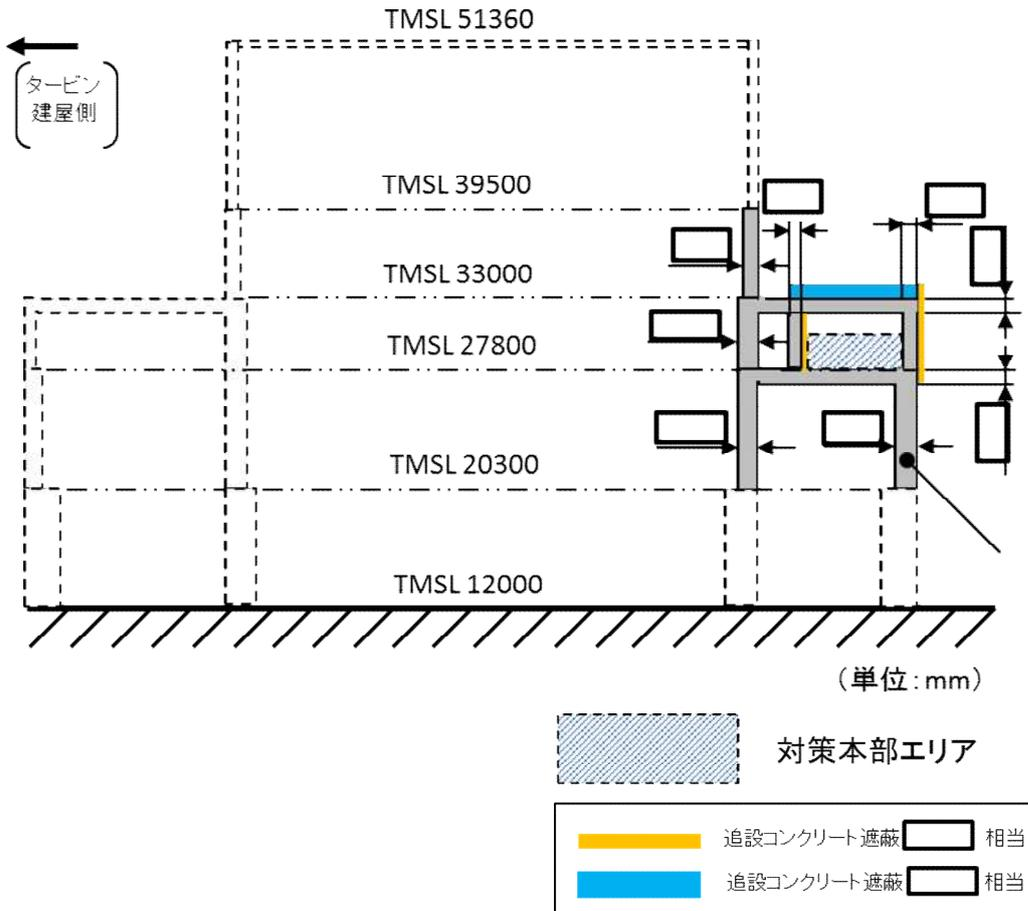 TMSL 51360
タービン
建屋側
TMSL 39500
TMSL 33000
TMSL 27800
TMSL 20300
TMSL 12000
(単位:mm)
対策本部エリア
追設コンクリート遮蔽 相当
追設コンクリート遮蔽 相当